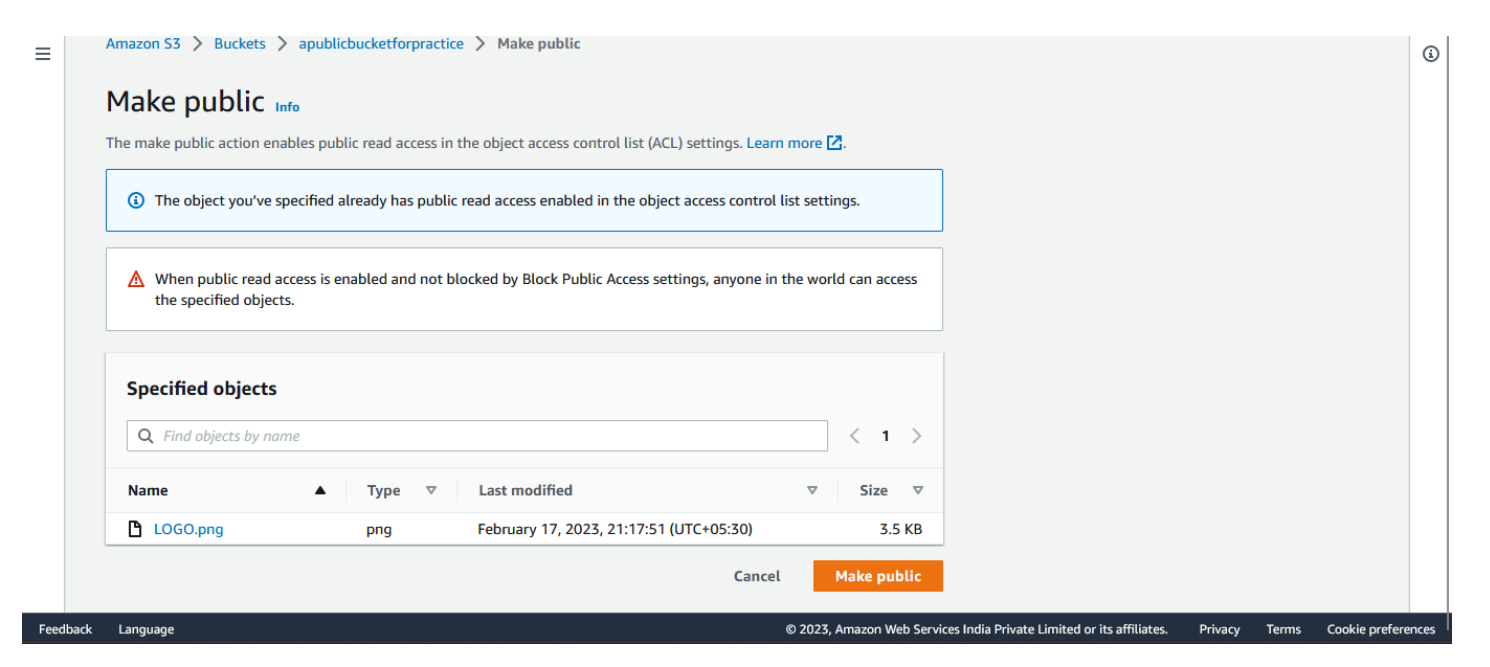 Amazon S3 > Buckets > apublicbucketforpractice > Make public
Make public Info
The make public action enables public read access in the object access control list (ACL) settings. Learn more.
The object you've specified already has public read access enabled in the object access control list settings.
When public read access is enabled and not blocked by Block Public Access settings, anyone in the world can access
the specified objects.
Specified objects
Find objects by name
< 1 >
Name Type Last modified Size
LOGO.png png February 17, 2023, 21:17:51 (UTC+05:30) 3.5 KB
Cancel Make public
Feedback Language © 2023, Amazon Web Services India Private Limited or its affiliates. Privacy Terms Cookie preferences